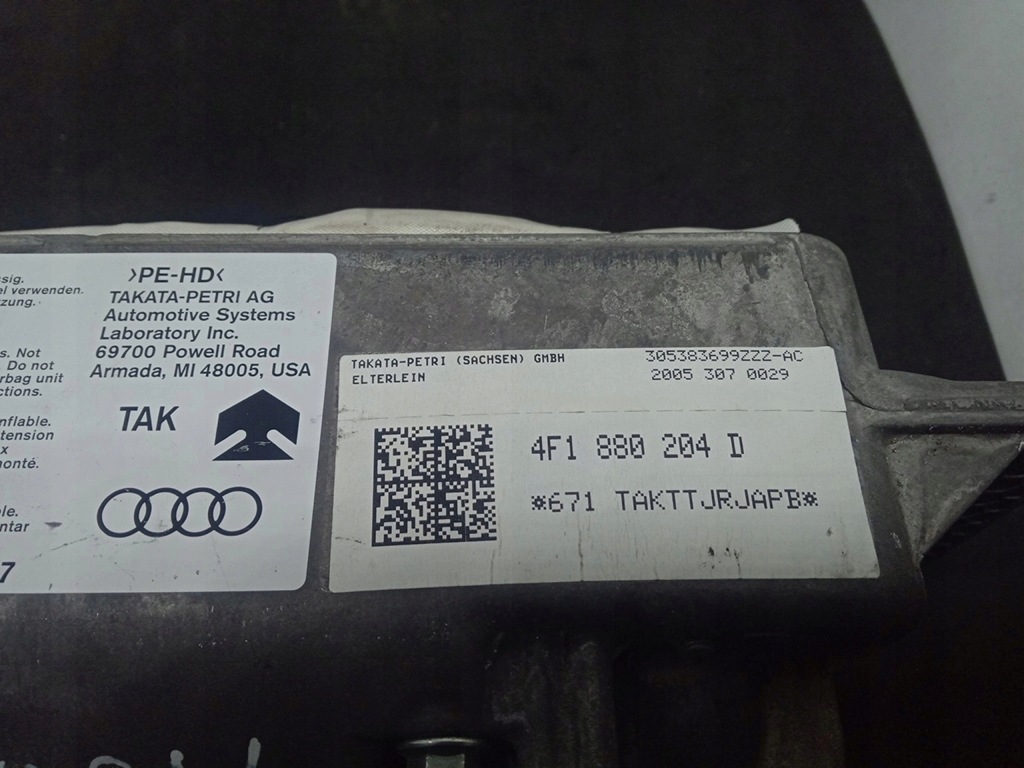 ssig.
el verwenden.
zung.
s. Not
Do not
rbag unit
ctions.
nflable.
tension
x
monté.
le.
ntar
7
>PE-HD<
TAKATA-PETRI AG
Automotive Systems
Laboratory Inc.
69700 Powell Road
Armada, MI 48005, USA
TAK
TAKATA-PETRI (SACHSEN) GMBH
ELTERLEIN
305383699ZZZ-AC
2005 307 0029
4F1 880 204 D
*671 TAKTTJRJAPB*